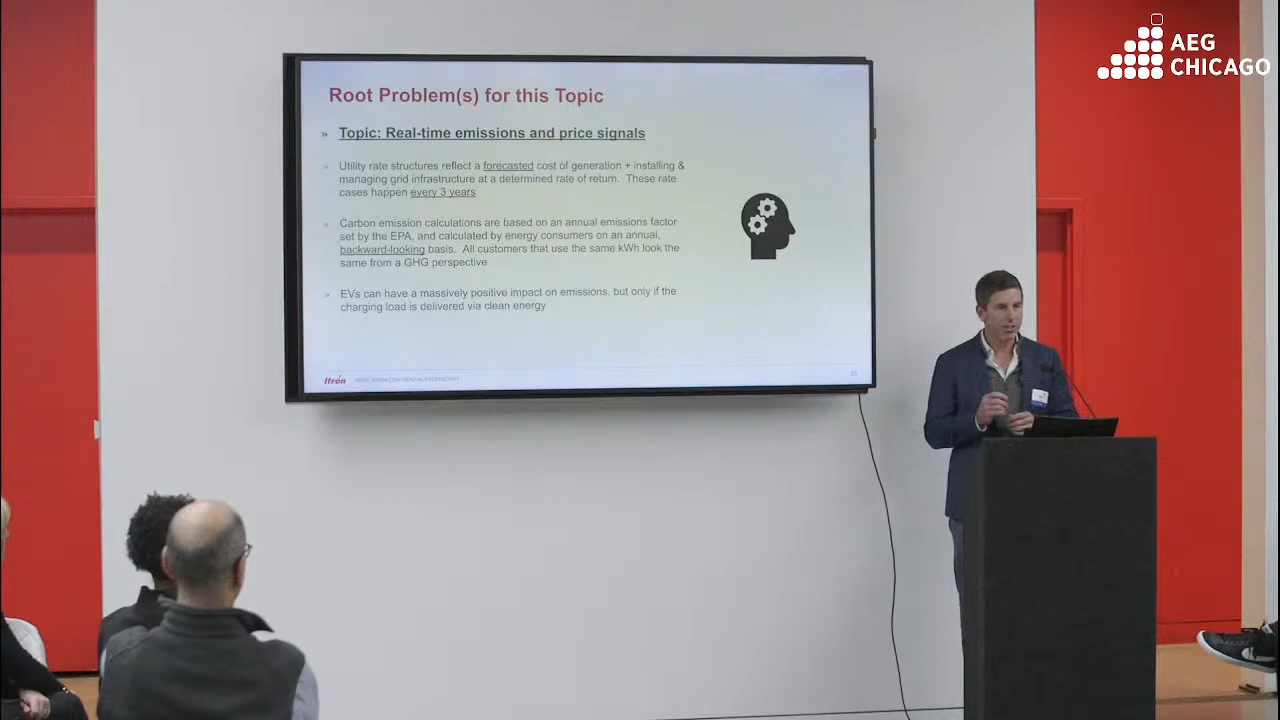 AEG
CHICAGO
Root Problem(s) for this Topic
» Topic: Real-time emissions and price signals
» Utility rate structures reflect a forecasted cost of generation + installing &
managing grid infrastructure at a determined rate of return. These rate
cases happen every 3 years
» Carbon emission calculations are based on an annual emissions factor
set by the EPA, and calculated by energy consumers on an annual,
backward-looking basis. All customers that use the same kWh look the
same from a GHG perspective
» EVs can have a massively positive impact on emissions, but only if the
charging load is delivered via clean energy
Itrón